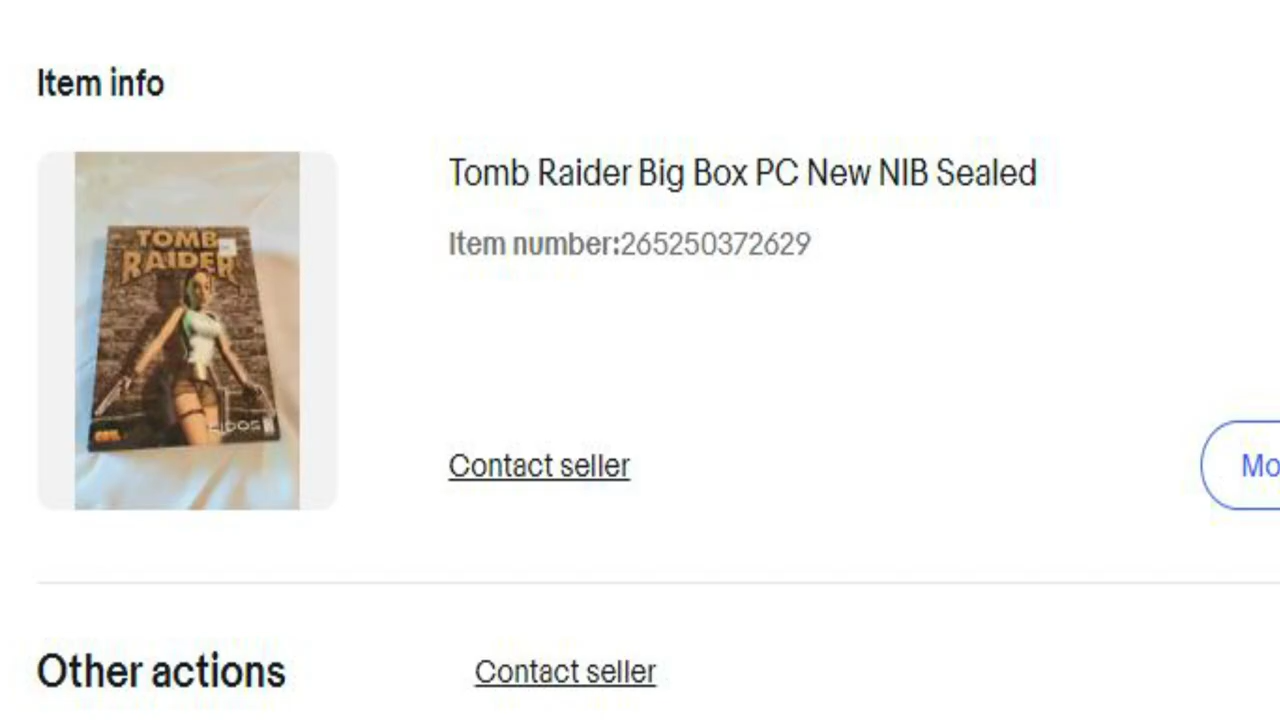 Item info
Tomb Raider Big Box PC New NIB Sealed
Item number:265250372629
TOMB
RAIDER
EIDOS
Contact seller
Mo
Other actions
Contact seller